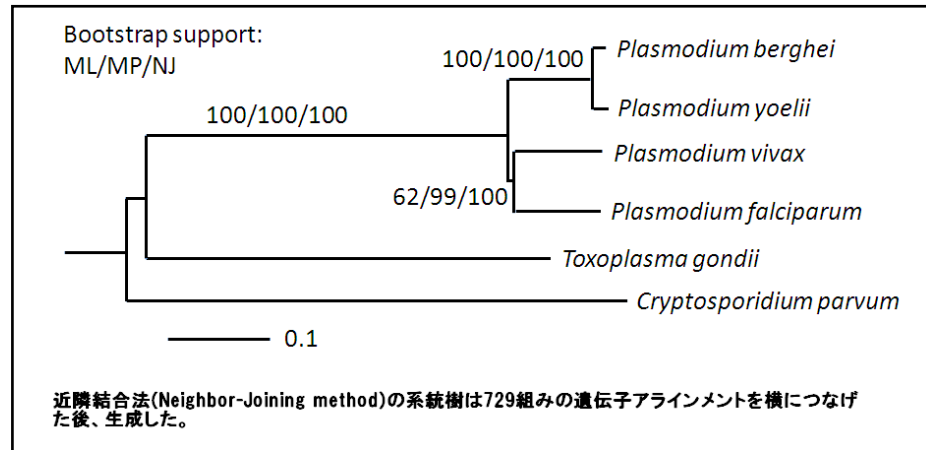 Bootstrap support:
ML/MP/NJ
100/100/100
Plasmodium berghei
100/100/100
Plasmodium yoelii
Plasmodium vivax
62/99/100
Plasmodium falciparum
Toxoplasma gondii
Cryptosporidium parvum
0.1
近隣結合法(Neighbor-Joining method)の系統樹は729組みの遺伝子アラインメントを横につなげ
た後、生成した。